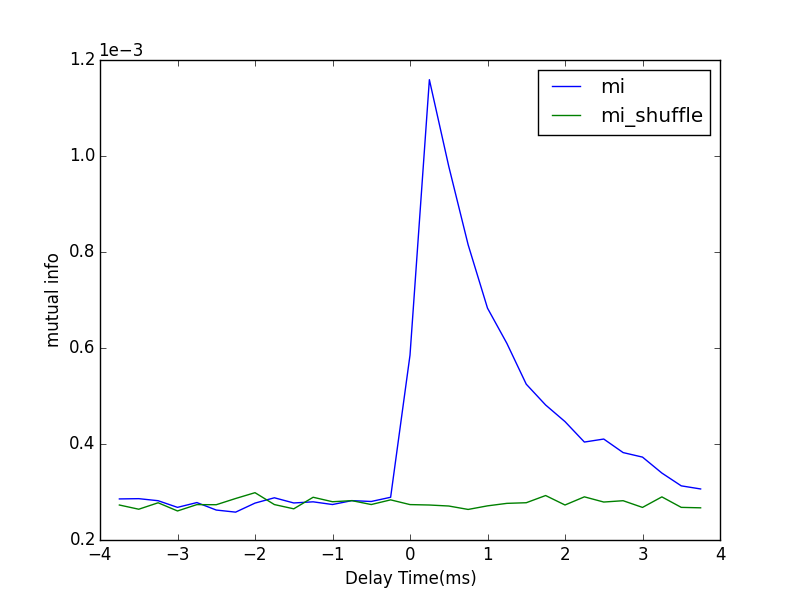 1e−3
1.2
1.0
0.8
0.6
0.4
0.2
mutual info
mi
mi_shuffle
−4 −3 −2 −1 0 1 2 3 4
Delay Time(ms)